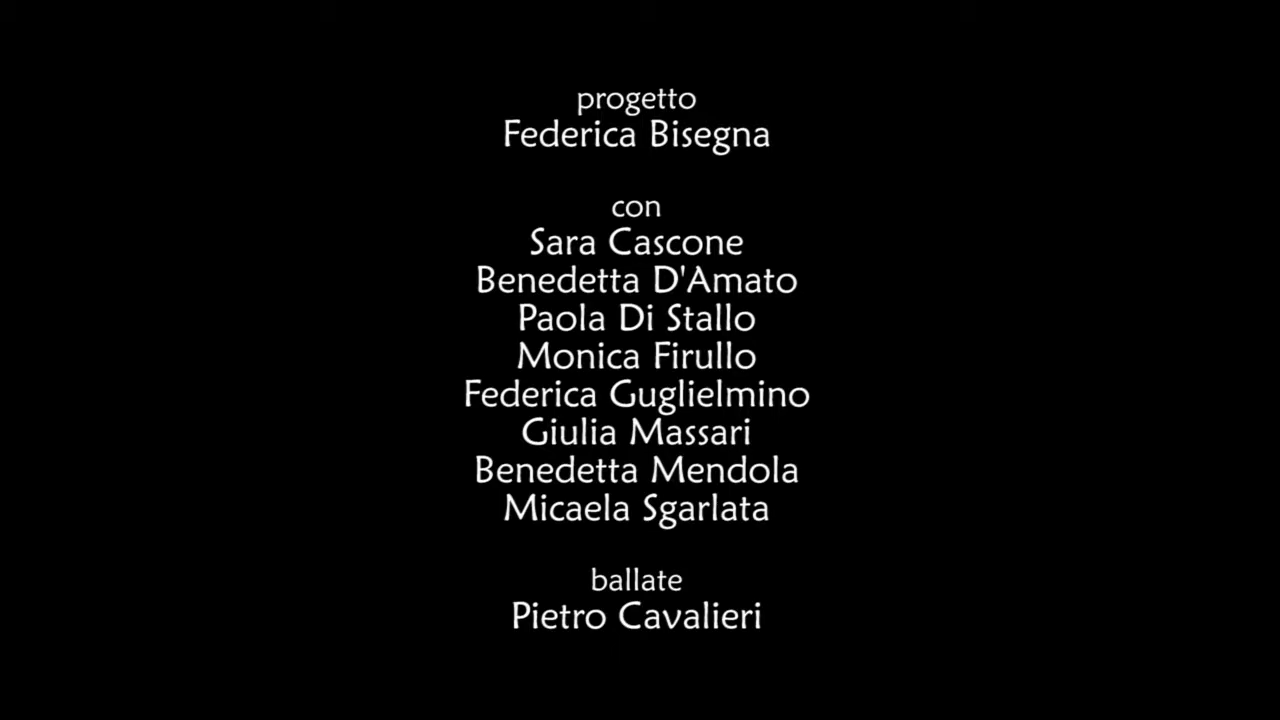 progetto
Federica Bisegna
con
Sara Cascone
Benedetta D'Amato
Paola Di Stallo
Monica Firullo
Federica Guglielmino
Giulia Massari
Benedetta Mendola
Micaela Sgarlata
ballate
Pietro Cavalieri